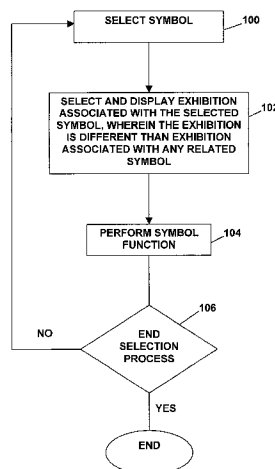 SELECT SYMBOL
100
SELECT AND DISPLAY EXHIBITION
ASSOCIATED WITH THE SELECTED
SYMBOL, WHEREIN THE EXHIBITION
IS DIFFERENT THAN EXHIBITION
ASSOCIATED WITH ANY RELATED
SYMBOL
102
PERFORM SYMBOL
FUNCTION
104
106
NO
END
SELECTION
PROCESS
YES
END